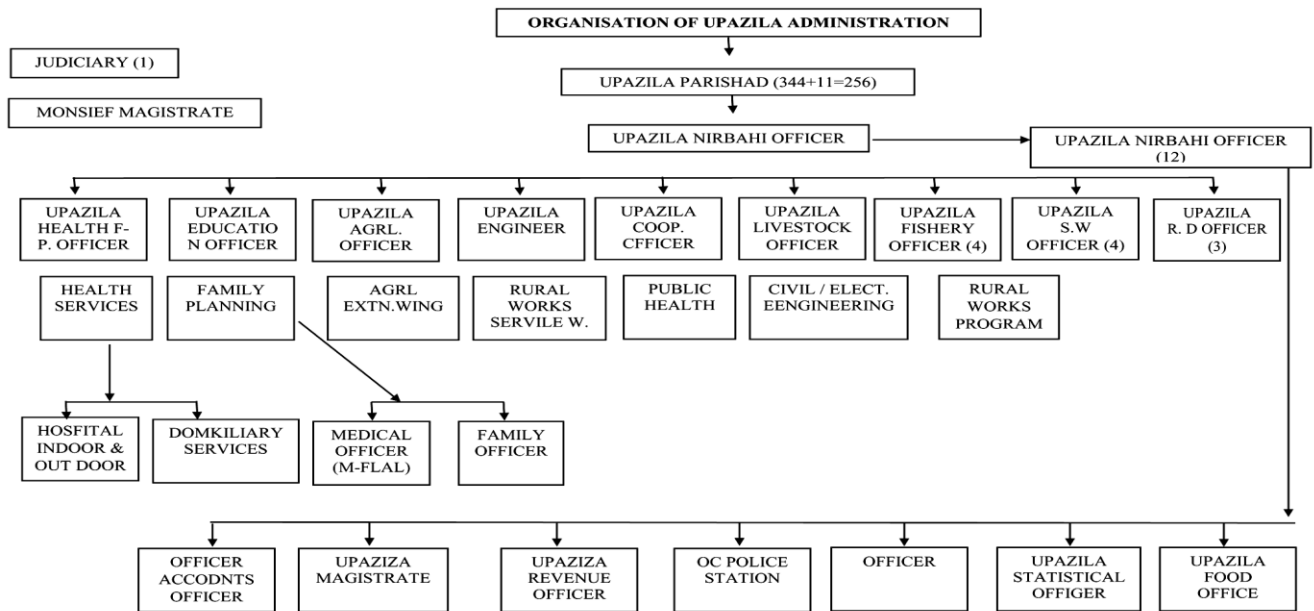 ORGANISATION OF UPAZILA ADMINISTRATION
JUDICIARY (1)
UPAZILA PARISHAD (344+11=256)
MONSIEF MAGISTRATE
UPAZILA NIRBAHI OFFICER
UPAZILA NIRBAHI OFFICER
(12)
UPAZILA
HEALTH F-
P. OFFICER
UPAZILA
EDUCATIO
N OFFICER
UPAZILA
AGRL.
OFFICER
UPAZILA
ENGINEER
UPAZILA
COOP.
CFFICER
UPAZILA
LIVESTOCK
OFFICER
UPAZILA
FISHERY
OFFICER (4)
UPAZILA
S.W
OFFICER (4)
UPAZILA
R. D OFFICER
(3)
HEALTH
SERVICES
FAMILY
PLANNING
AGRL
EXTN.WING
RURAL
WORKS
SERVILE W.
PUBLIC
HEALTH
CIVIL / ELECT.
EENGINEERING
RURAL
WORKS
PROGRAM
HOSFITAL
INDOOR &
OUT DOOR
DOMKILIARY
SERVICES
MEDICAL
OFFICER
(M-FLAL)
FAMILY
OFFICER
OFFICER
ACCODNTS
OFFICER
UPAZIZA
MAGISTRATE
UPAZIZA
REVENUE
OFFICER
OC POLICE
STATION
OFFICER
UPAZILA
STATISTICAL
OFFIGER
UPAZILA
FOOD
OFFICE